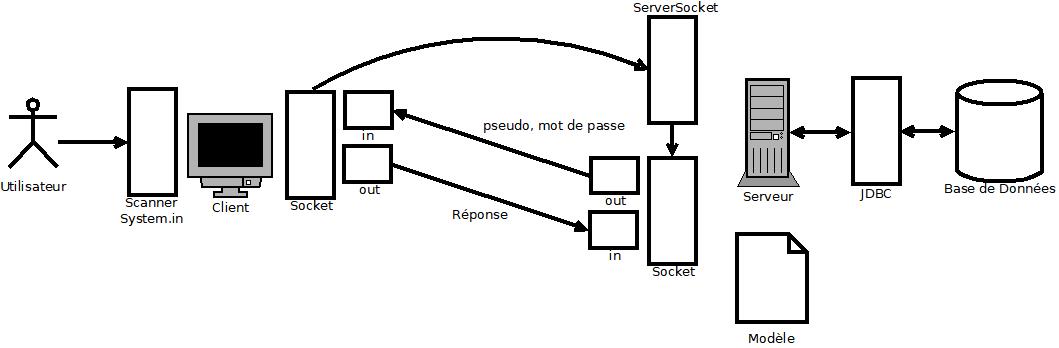 ServerSocket
pseudo, mot de passe
in
out
Réponse
out
in
Utilisateur
Scanner
System.in
Client
Socket
Socket
Serveur
JDBC
Base de Données
Modèle